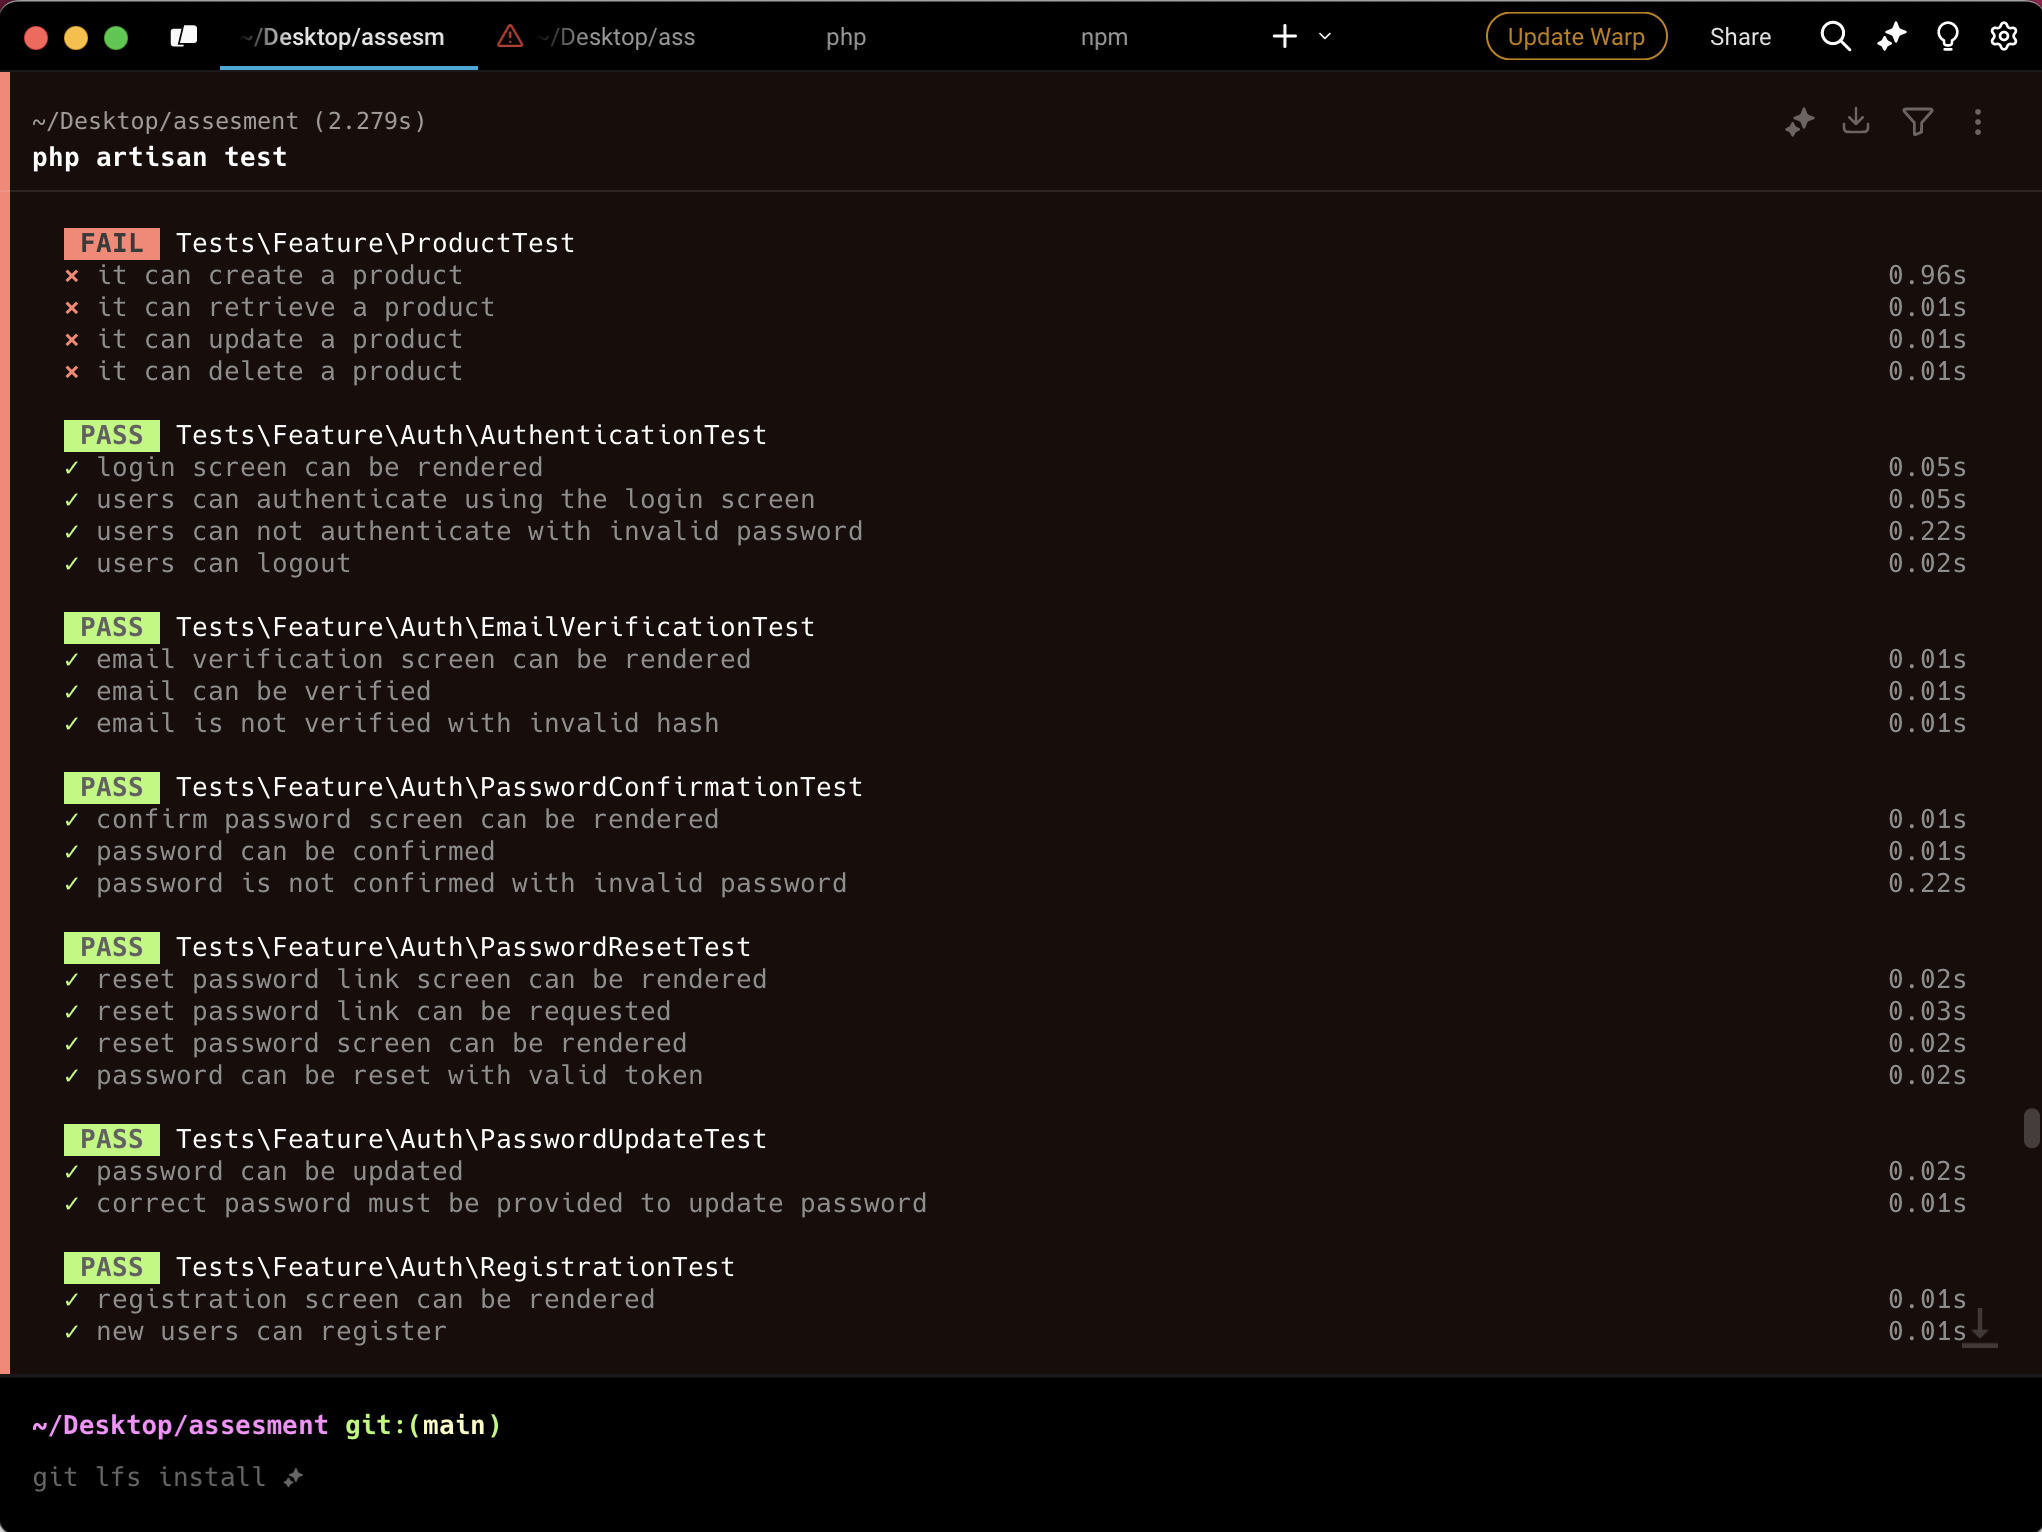 ~/Desktop/assesm ~/Desktop/ass php npm Update Warp Share
~/Desktop/assesment (2.279s)
php artisan test
FAIL Tests\Feature\ProductTest
⨯ it can create a product 0.96s
⨯ it can retrieve a product 0.01s
⨯ it can update a product 0.01s
⨯ it can delete a product 0.01s
PASS Tests\Feature\Auth\AuthenticationTest
✓ login screen can be rendered 0.05s
✓ users can authenticate using the login screen 0.05s
✓ users can not authenticate with invalid password 0.22s
✓ users can logout 0.02s
PASS Tests\Feature\Auth\EmailVerificationTest
✓ email verification screen can be rendered 0.01s
✓ email can be verified 0.01s
✓ email is not verified with invalid hash 0.01s
PASS Tests\Feature\Auth\PasswordConfirmationTest
✓ confirm password screen can be rendered 0.01s
✓ password can be confirmed 0.01s
✓ password is not confirmed with invalid password 0.22s
PASS Tests\Feature\Auth\PasswordResetTest
✓ reset password link screen can be rendered 0.02s
✓ reset password link can be requested 0.03s
✓ reset password screen can be rendered 0.02s
✓ password can be reset with valid token 0.02s
PASS Tests\Feature\Auth\PasswordUpdateTest
✓ password can be updated 0.02s
✓ correct password must be provided to update password 0.01s
PASS Tests\Feature\Auth\RegistrationTest
✓ registration screen can be rendered 0.01s
✓ new users can register 0.01s
~/Desktop/assesment git:(main)
git lfs install